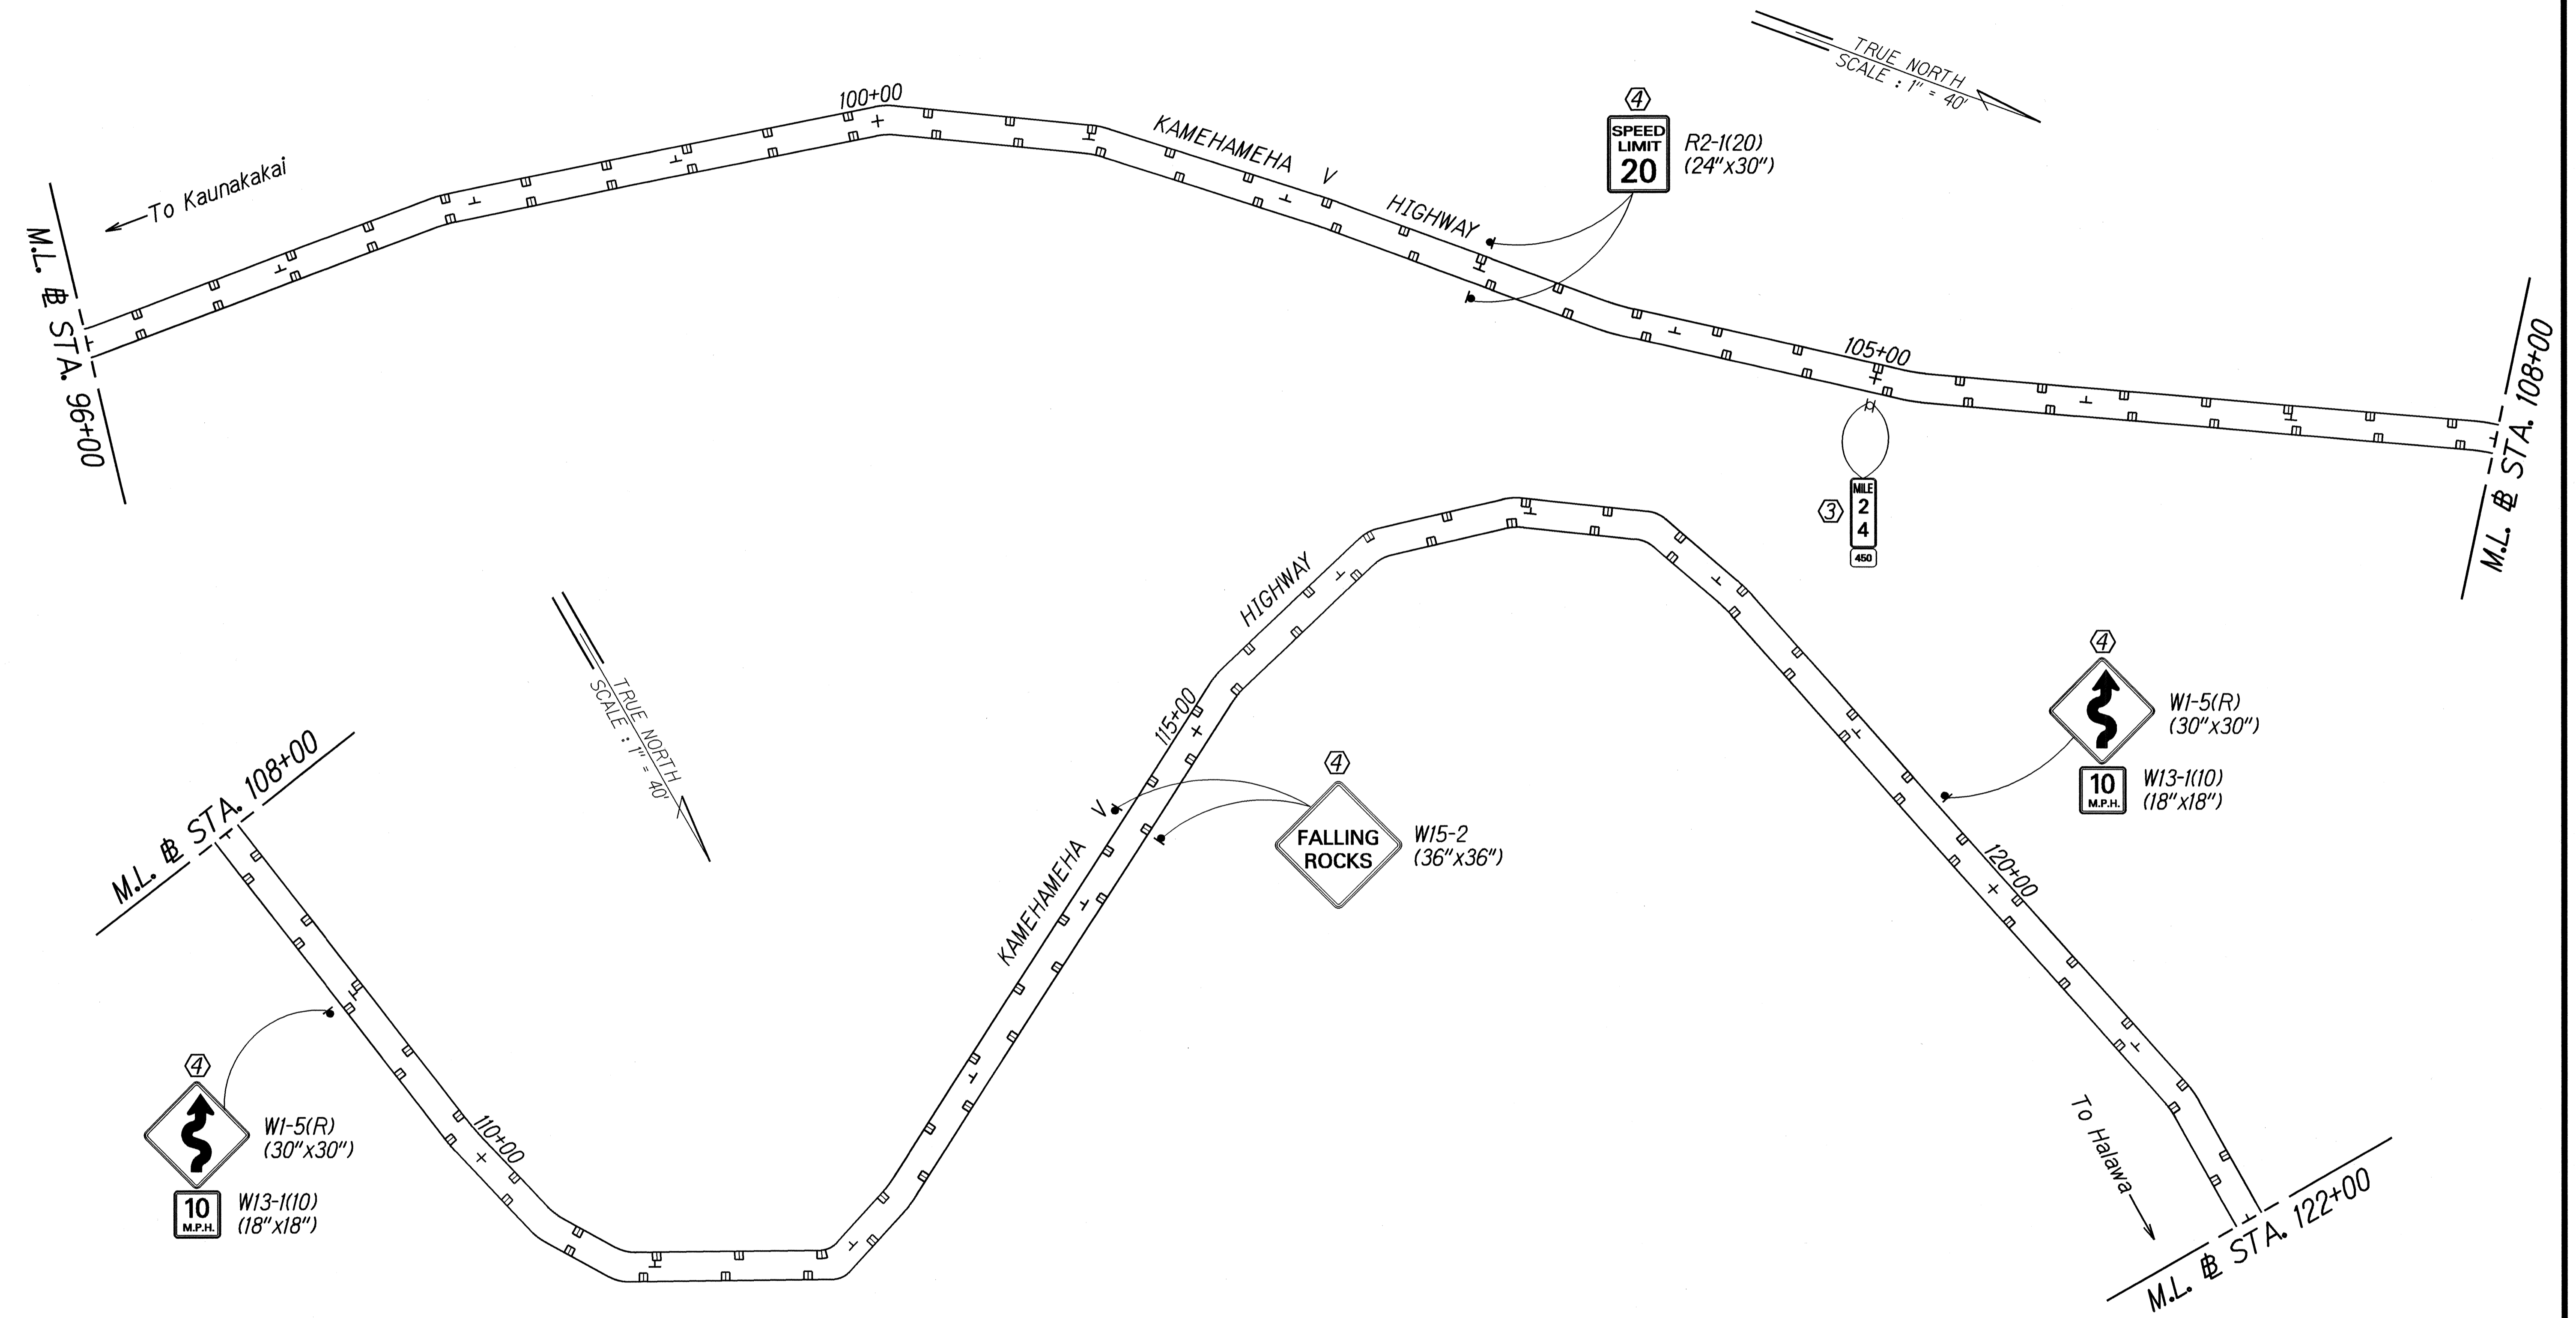 TRUE NORTH
SCALE : 1" = 40'
100+00
KAMEHAMEHA V HIGHWAY
4
SPEED
LIMIT
20
R2-1(20)
(24"x30")
To Kaunakakai
M.L. BL STA. 96+00
105+00
M.L. BL STA. 108+00
3
MILE
2
4
450
TRUE NORTH
SCALE : 1" = 40'
M.L. BL STA. 108+00
KAMEHAMEHA V HIGHWAY
115+00
4
FALLING
ROCKS
W15-2
(36"x36")
4
W1-5(R)
(30"x30")
10
M.P.H.
W13-1(10)
(18"x18")
120+00
4
W1-5(R)
(30"x30")
10
M.P.H.
W13-1(10)
(18"x18")
110+00
To Halawa
M.L. BL STA. 122+00